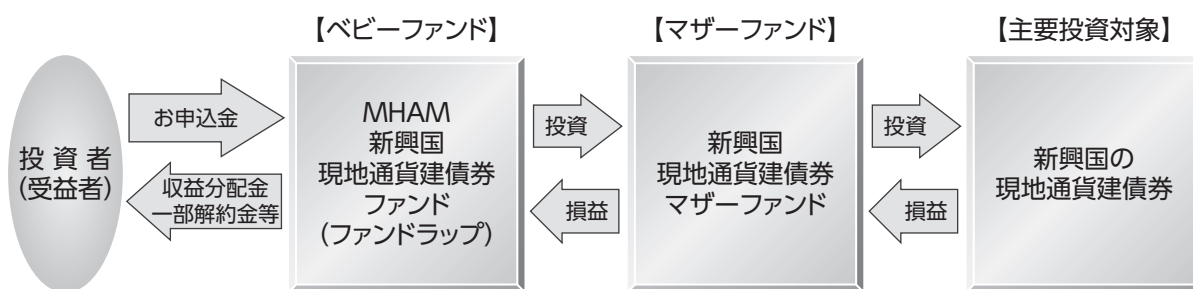 【ベビーファンド】
【マザーファンド】
【主要投資対象】
投資者
(受益者)
お申込金
収益分配金
一部解約金等
MHAM
新興国
現地通貨建債券
ファンド
(ファンドラップ)
投資
損益
新興国
現地通貨建債券
マザーファンド
投資
損益
新興国の
現地通貨建債券